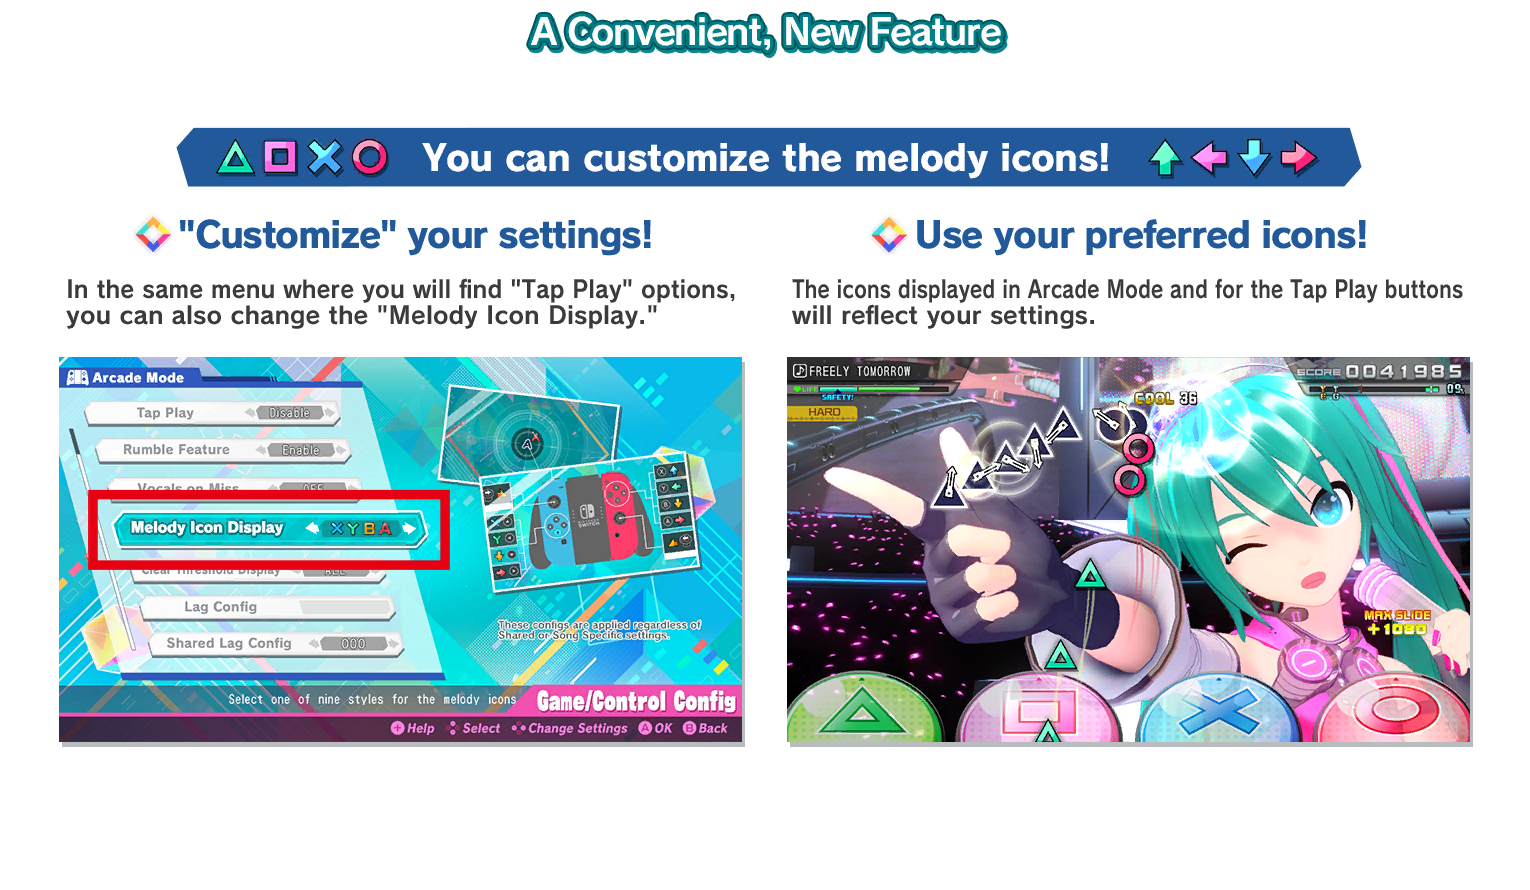 A Convenient, New Feature
You can customize the melody icons!
"Customize" your settings!
In the same menu where you will find "Tap Play" options,
you can also change the "Melody Icon Display."
Arcade Mode
Tap Play Disable
Rumble Feature Enable
Vocals on Miss OFF
Melody Icon Display XYBA
Clear Threshold Display ALL
Lag Config
Shared Lag Config 000
NINTENDO
SWITCH
These configs are applied regardless of
Shared or Song Specific settings.
Select one of nine styles for the melody icons
Game/Control Config
+ Help Select Change Settings A OK B Back
Use your preferred icons!
The icons displayed in Arcade Mode and for the Tap Play buttons
will reflect your settings.
FREELY TOMORROW
LIFE
SAFETY!
HARD
SCORE 0041985
COOL 36
MAX SLIDE
+1090